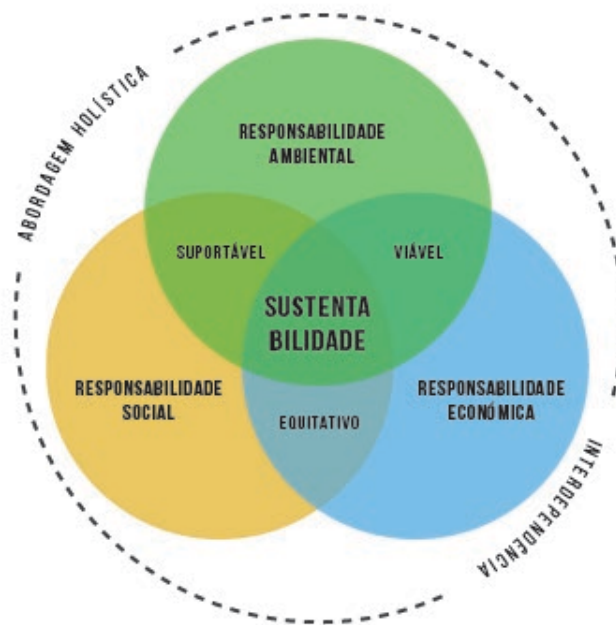 ABORDAGEM HOLÍSTICA
RESPONSABILIDADE
AMBIENTAL
SUPORTÁVEL
VIÁVEL
SUSTENTA
BILIDADE
RESPONSABILIDADE
SOCIAL
RESPONSABILIDADE
ECONÓMICA
EQUITATIVO
INTERDEPENDÊNCIA